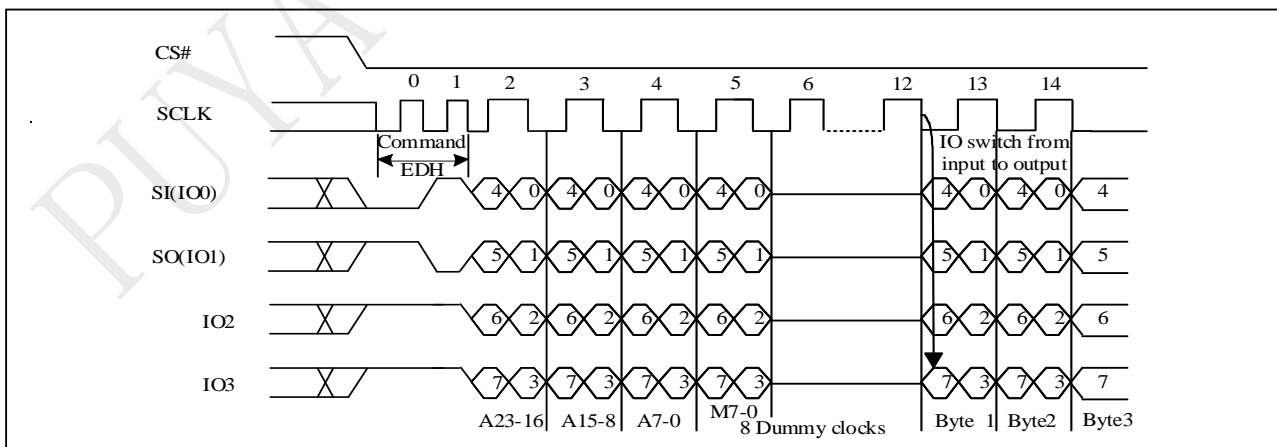 PUYA
CS#
0 1 2 3 4 5 6 12 13 14
SCLK
Command
EDH
IO switch from
input to output
SI(IO0) 4 0 4 0 4 0 4 0 4 0 4 0 4
SO(IO1) 5 1 5 1 5 1 5 1 5 1 5 1 5
IO2 6 2 6 2 6 2 6 2 6 2 6 2 6
IO3 7 3 7 3 7 3 7 3 7 3 7 3 7
A23-16 A15-8 A7-0 M7-0 8 Dummy clocks Byte 1 Byte2 Byte3